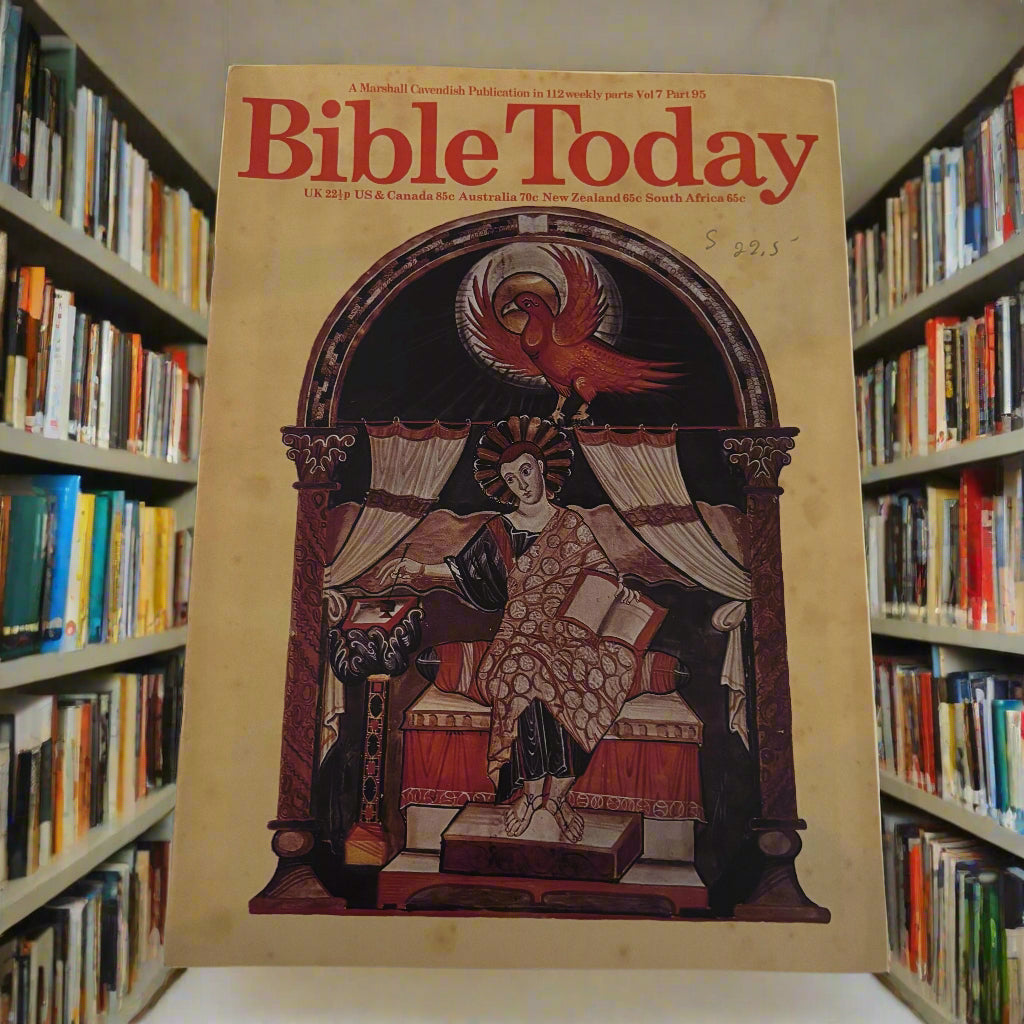 A Marshall Cavendish Publication in 112 weekly parts Vol 7 Part 95
Bible Today
UK 22½p US & Canada 85c Australia 70c New Zealand 65c South Africa 65c
S 22,5